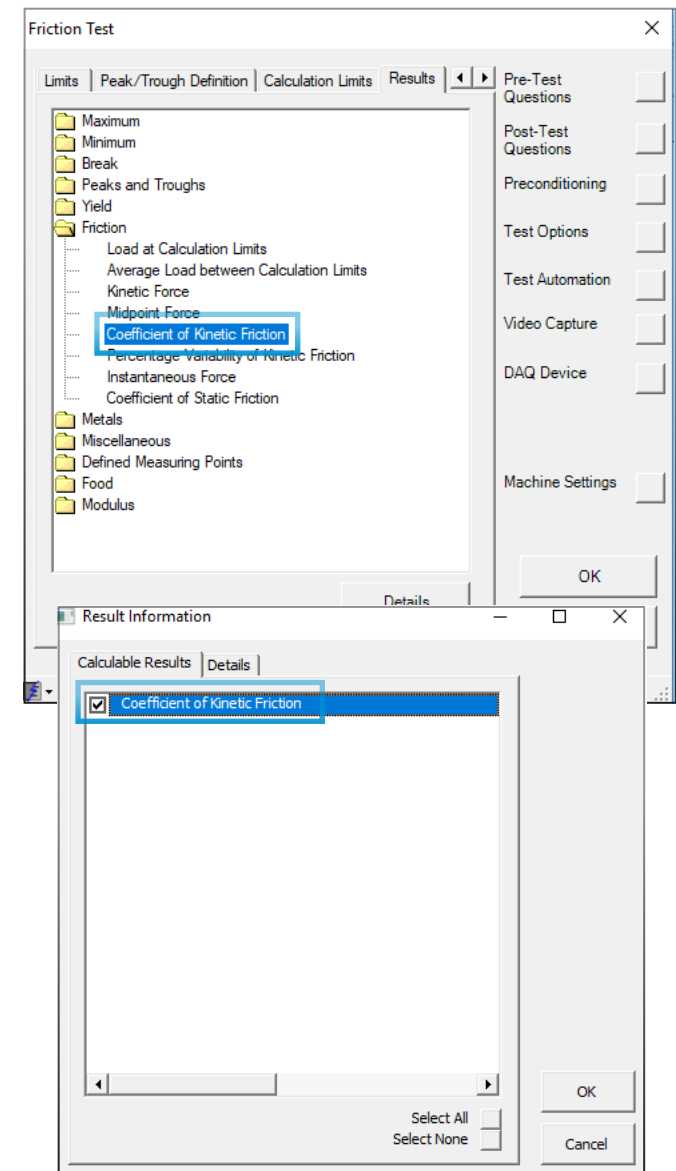 Friction Test
Limits
Peak/Trough Definition
Calculation Limits
Results
Maximum
Minimum
Break
Peaks and Troughs
Yield
Friction
Load at Calculation Limits
Average Load between Calculation Limits
Kinetic Force
Midpoint Force
Coefficient of Kinetic Friction
Percentage Variability of Kinetic Friction
Instantaneous Force
Coefficient of Static Friction
Metals
Miscellaneous
Defined Measuring Points
Food
Modulus
Details
Pre-Test
Questions
Post-Test
Questions
Preconditioning
Test Options
Test Automation
Video Capture
DAQ Device
Machine Settings
OK
Result Information
Calculable Results
Details
Coefficient of Kinetic Friction
Select All
Select None
OK
Cancel